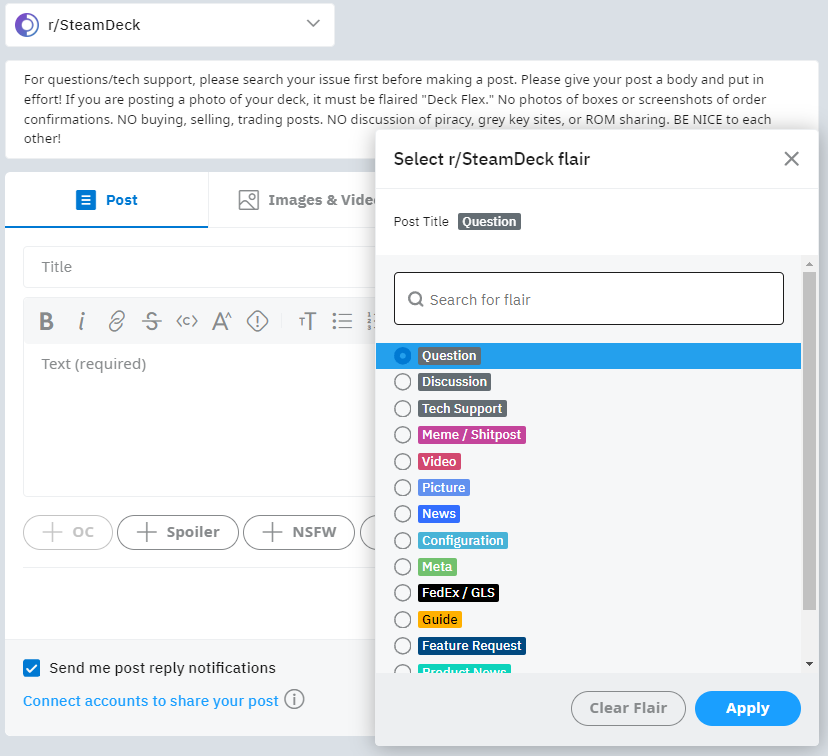 r/SteamDeck
For questions/tech support, please search your issue first before making a post. Please give your post a body and put in
effort! If you are posting a photo of your deck, it must be flaired "Deck Flex." No photos of boxes or screenshots of order
confirmations. NO buying, selling, trading posts. NO discussion of piracy, grey key sites, or ROM sharing. BE NICE to each
other!
Post
Images & Video
Title
Text (required)
OC
Spoiler
NSFW
Send me post reply notifications
Connect accounts to share your post
Select r/SteamDeck flair
Post Title Question
Search for flair
Question
Discussion
Tech Support
Meme / Shitpost
Video
Picture
News
Configuration
Meta
FedEx / GLS
Guide
Feature Request
Product News
Clear Flair
Apply